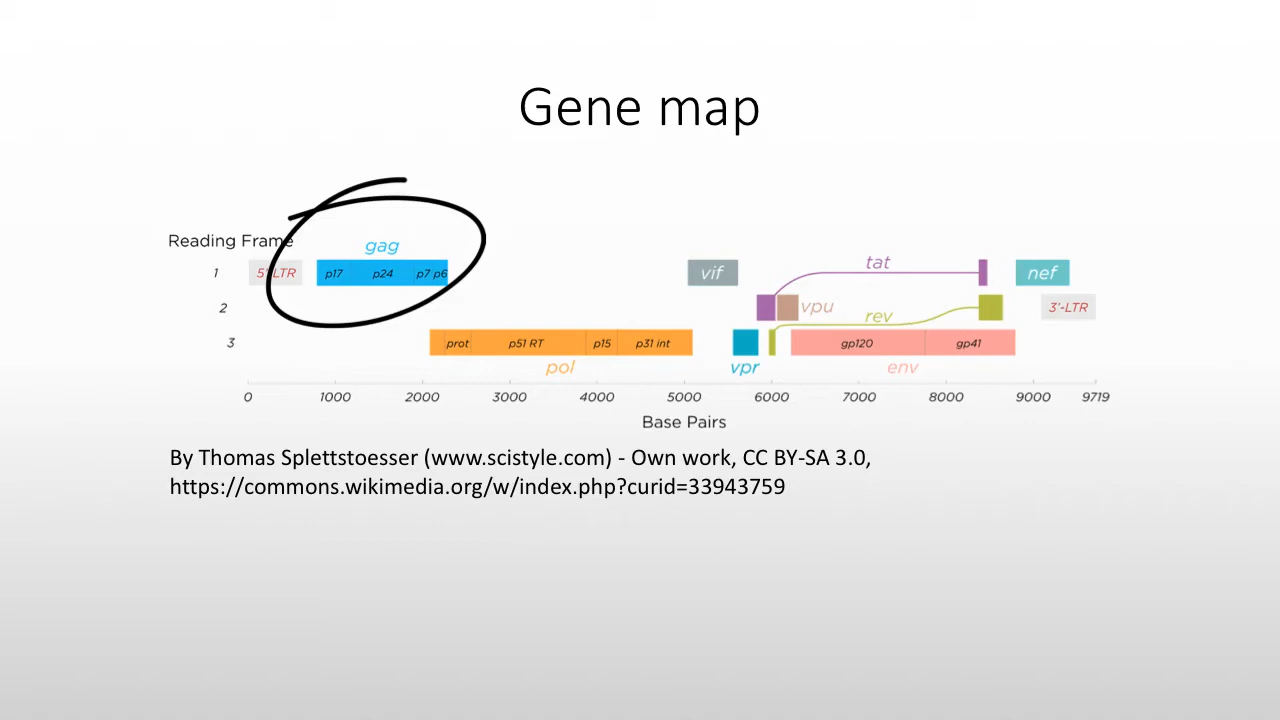 Gene map
Reading Frame
gag
1 5'-LTR p17 p24 p7 p6 vif tat nef
2 vpu rev 3'-LTR
3 prot p51 RT p15 p31 int gp120 gp41
pol vpr env
0 1000 2000 3000 4000 5000 6000 7000 8000 9000 9719
Base Pairs
By Thomas Splettstoesser (www.scistyle.com) - Own work, CC BY-SA 3.0,
https://commons.wikimedia.org/w/index.php?curid=33943759